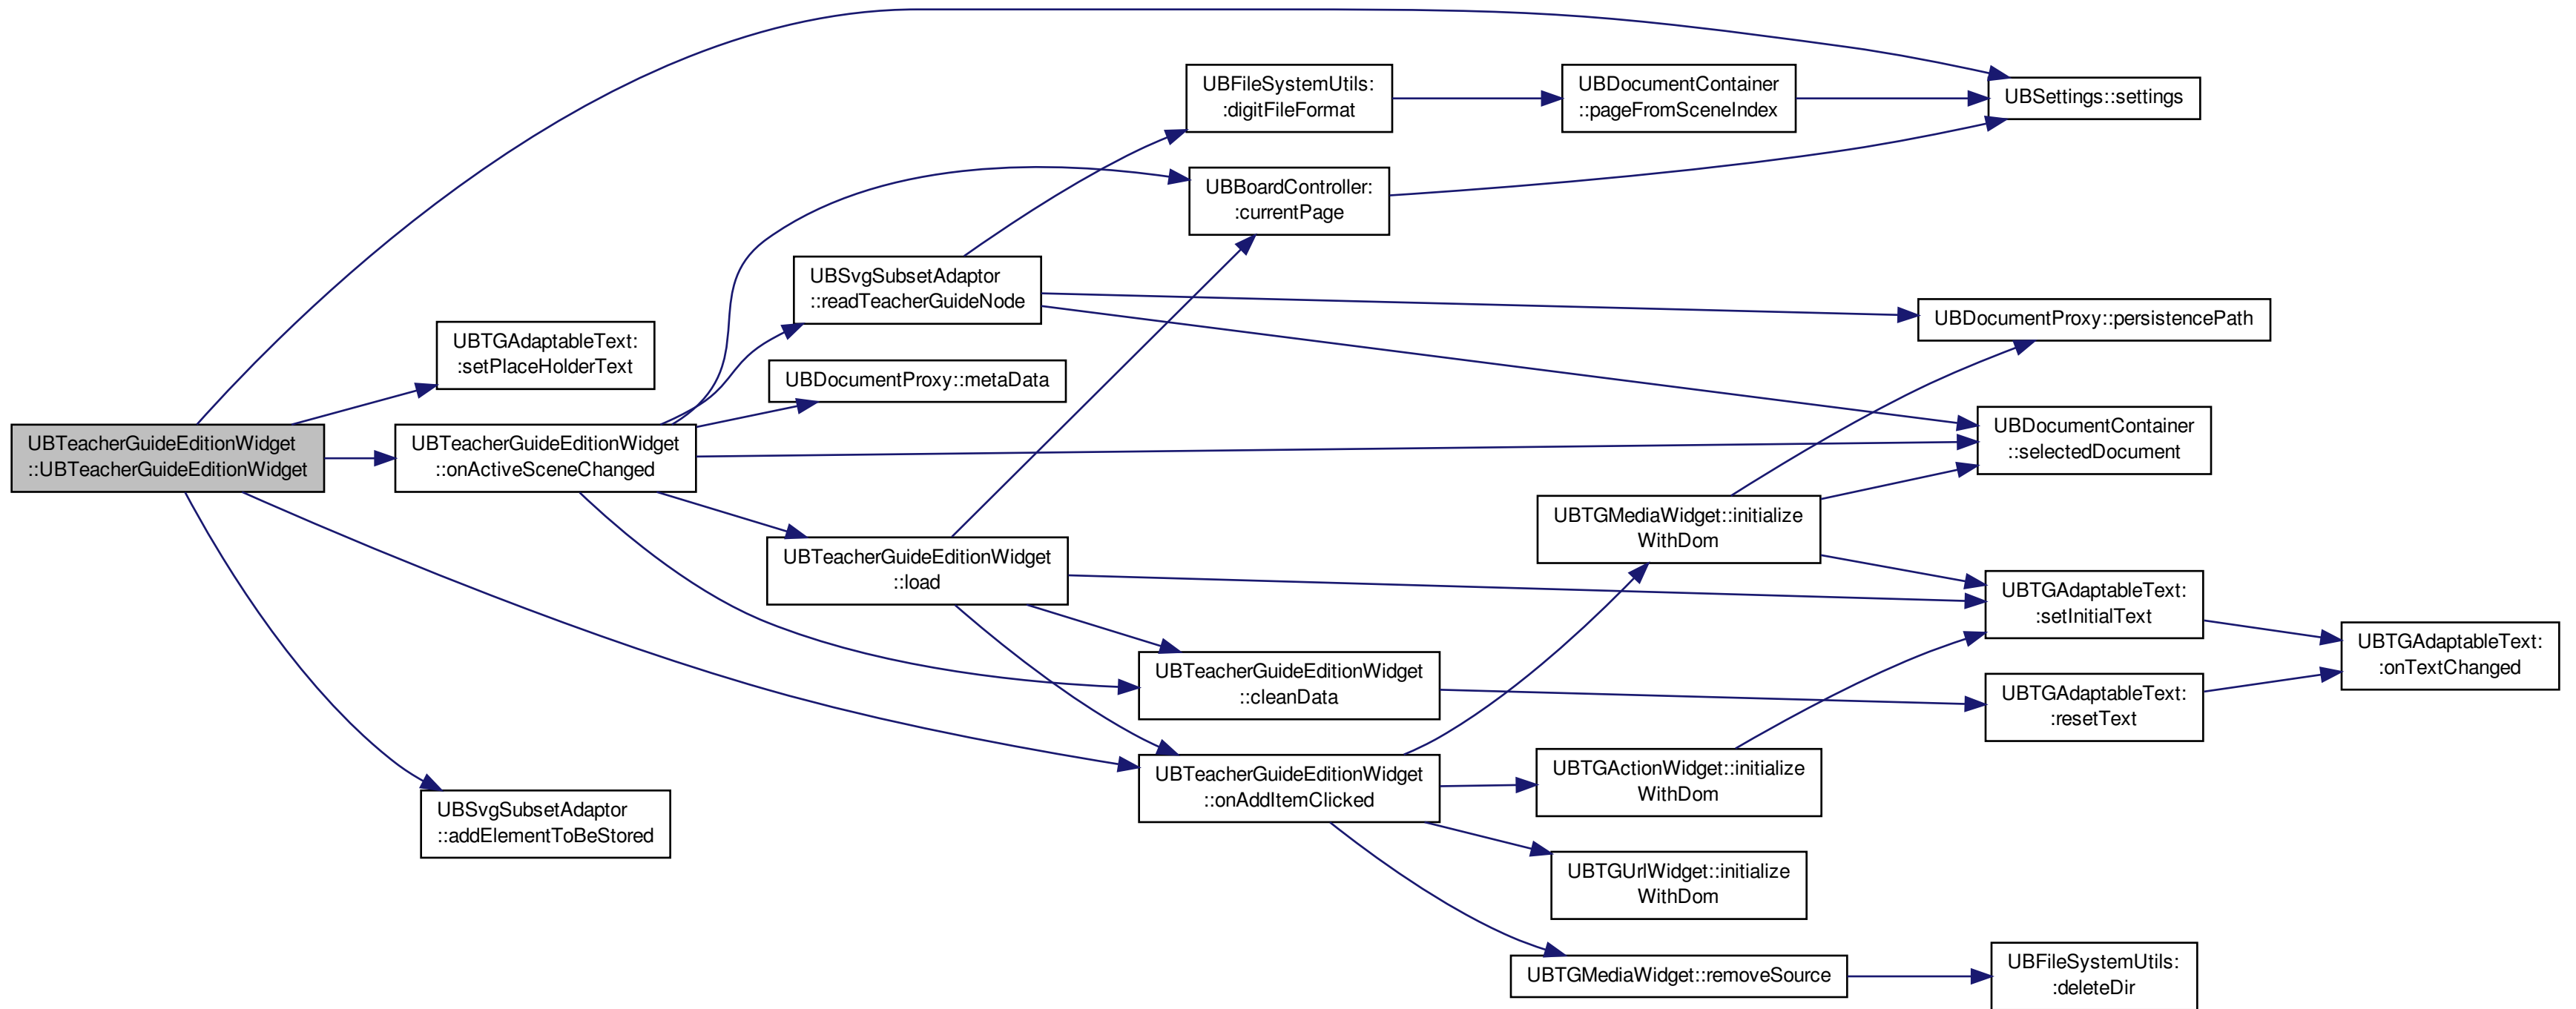 UBFileSystemUtils:
:digitFileFormat
UBDocumentContainer
::pageFromSceneIndex
UBSettings::settings
UBBoardController:
:currentPage
UBSvgSubsetAdaptor
::readTeacherGuideNode
UBDocumentProxy::persistencePath
UBTGAdaptableText:
:setPlaceHolderText
UBDocumentProxy::metaData
UBDocumentContainer
::selectedDocument
UBTeacherGuideEditionWidget
::UBTeacherGuideEditionWidget
UBTeacherGuideEditionWidget
::onActiveSceneChanged
UBTGMediaWidget::initialize
WithDom
UBTeacherGuideEditionWidget
::load
UBTGAdaptableText:
:setInitialText
UBTGAdaptableText:
:onTextChanged
UBTeacherGuideEditionWidget
::cleanData
UBTGAdaptableText:
:resetText
UBTeacherGuideEditionWidget
::onAddItemClicked
UBTGActionWidget::initialize
WithDom
UBSvgSubsetAdaptor
::addElementToBeStored
UBTGUrlWidget::initialize
WithDom
UBTGMediaWidget::removeSource
UBFileSystemUtils:
:deleteDir